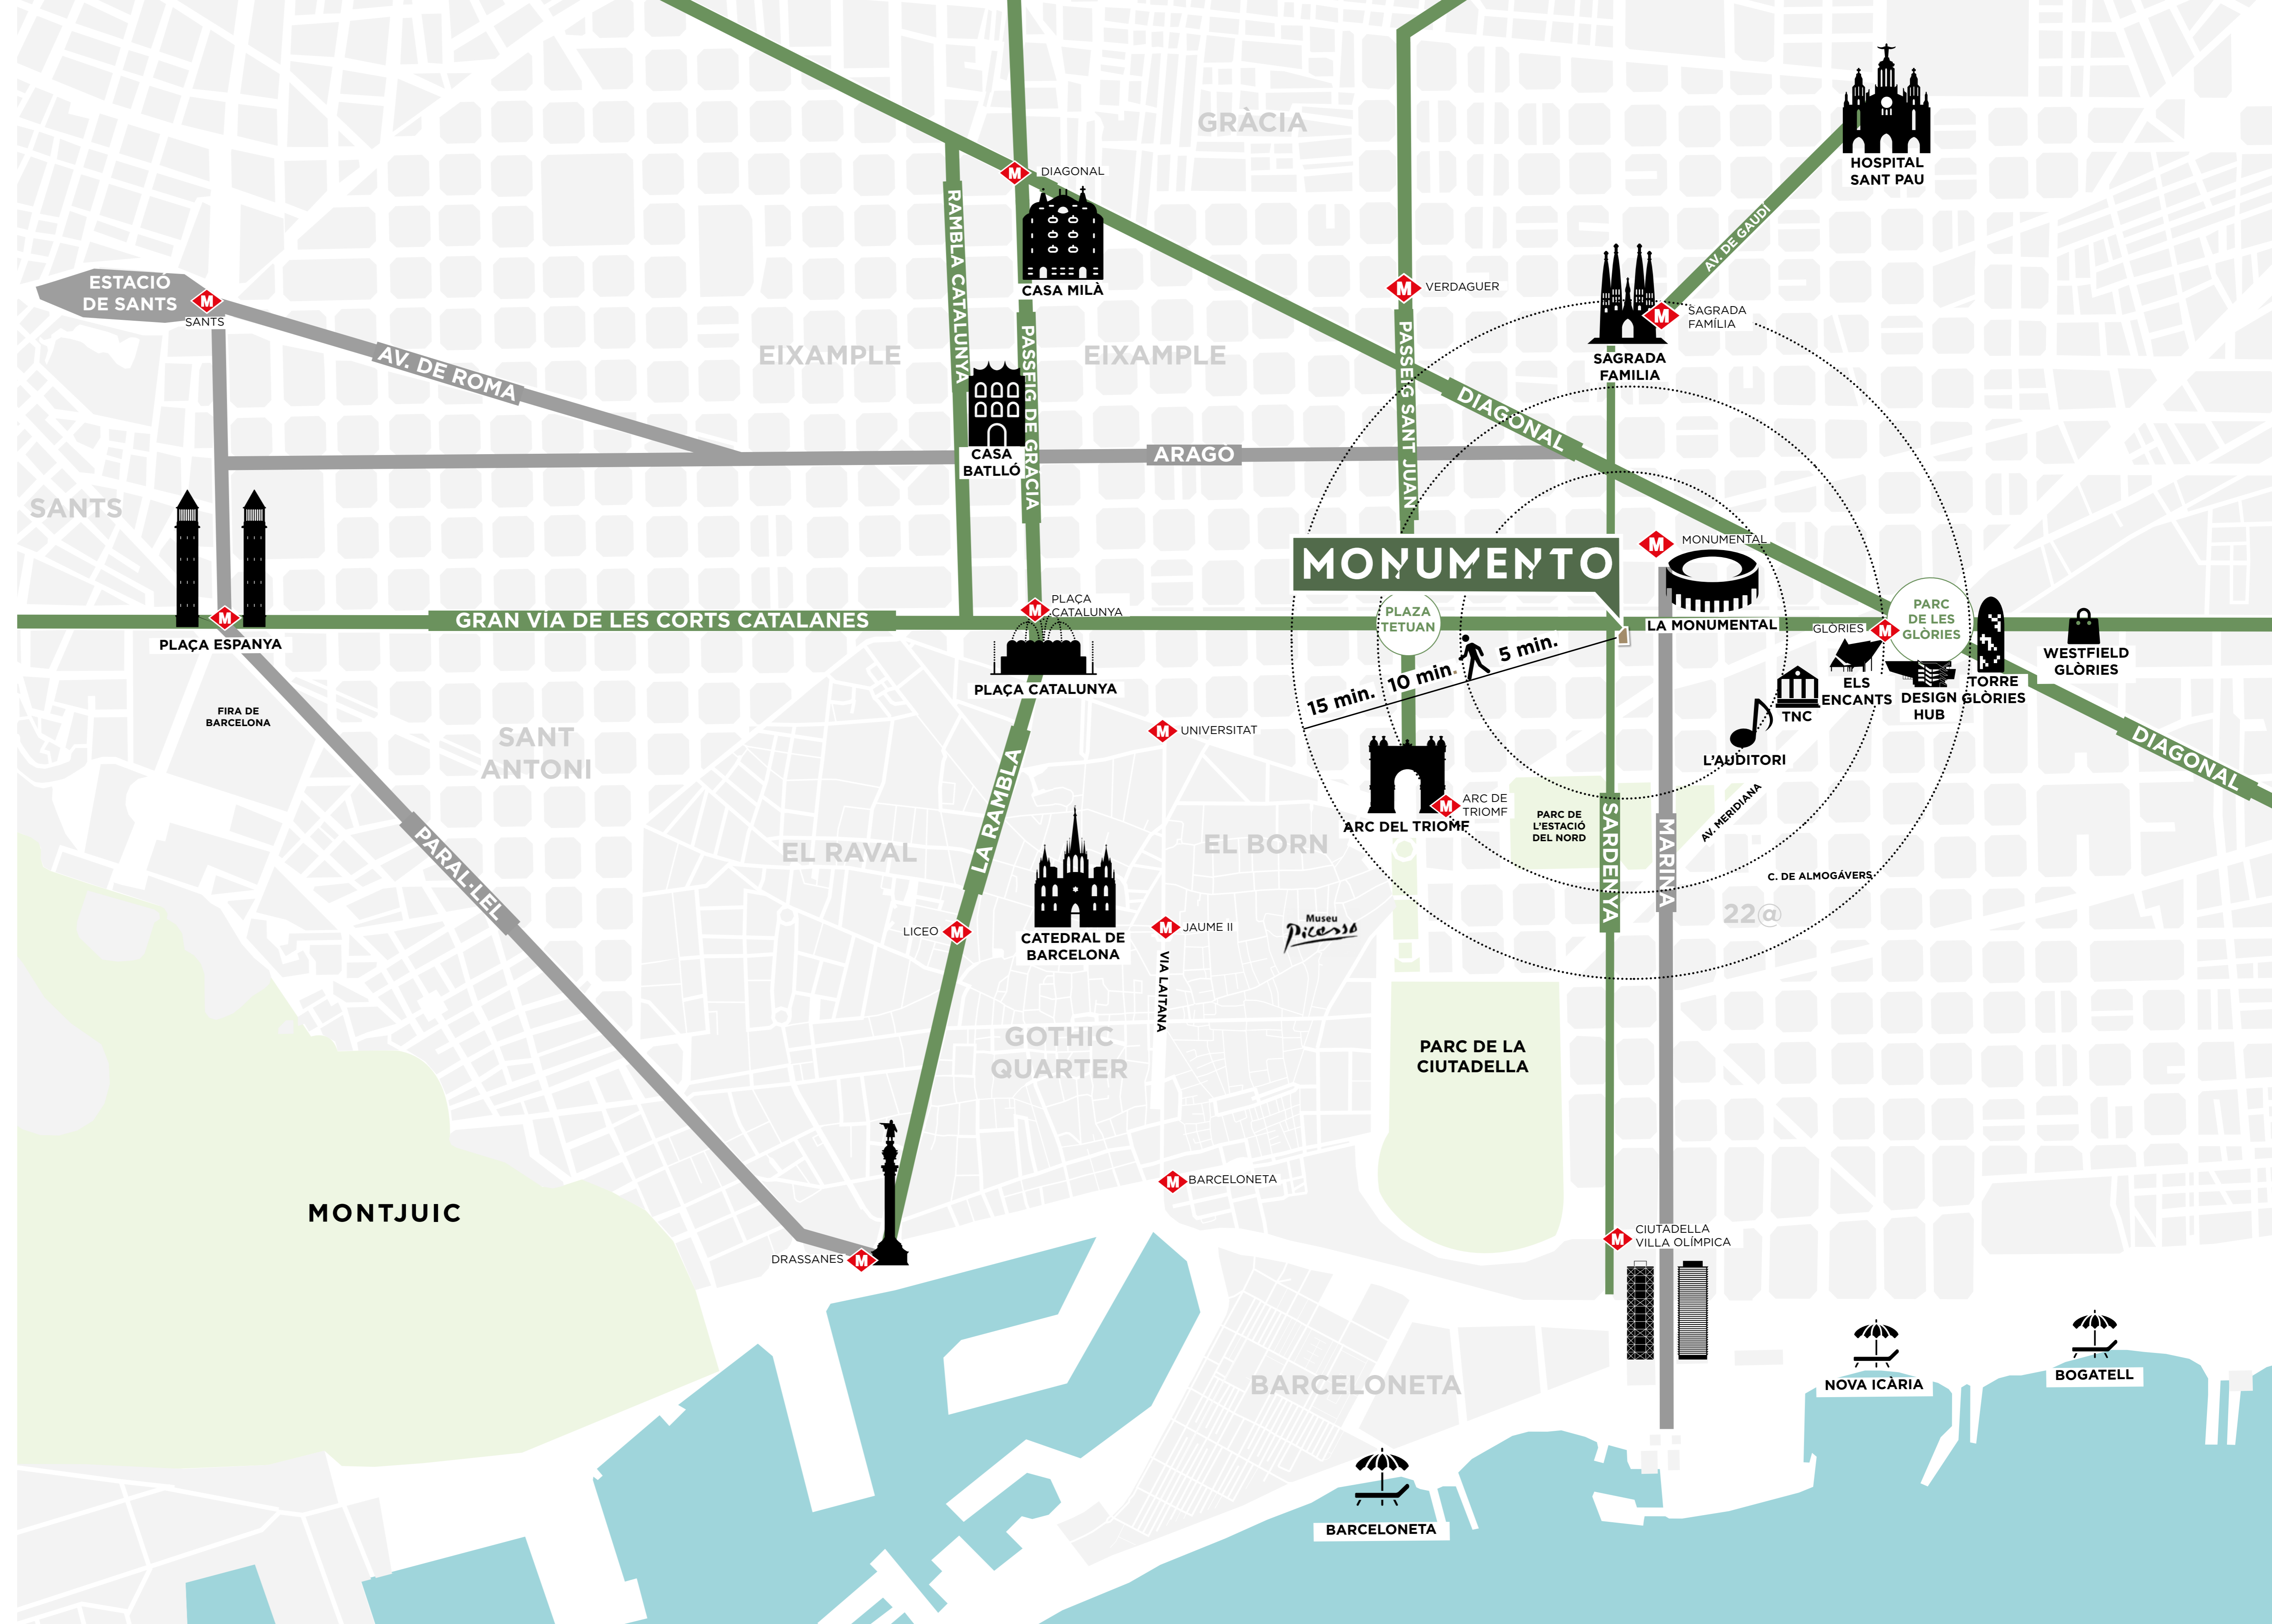 GRÀCIA
HOSPITAL
SANT PAU
M
DIAGONAL
RAMBLA CATALUNYA
CASA MILÀ
AV. DE GAUDÍ
M
VERDAGUER
ESTACIÓ
DE SANTS
M
SANTS
M
SAGRADA
FAMÍLIA
SAGRADA
FAMILIA
AV. DE ROMA
EIXAMPLE
PASSEIG DE GRÀCIA
EIXAMPLE
PASSEIG SANT JUAN
DIAGONAL
CASA
BATLLÓ
ARAGÒ
SANTS
MONUMENTO
M
MONUMENTAL
LA MONUMENTAL
M
PLAÇA ESPANYA
GRAN VÍA DE LES CORTS CATALANES
M
PLAÇA
CATALUNYA
PLAÇA CATALUNYA
PLAZA
TETUAN
15 min.
10 min.
5 min.
GLÒRIES
M
PARC
DE LES
GLÒRIES
WESTFIELD
GLÒRIES
ELS
ENCANTS
DESIGN
HUB
TORRE
GLÒRIES
TNC
L'AUDITORI
DIAGONAL
FIRA DE
BARCELONA
SANT
ANTONI
M
UNIVERSITAT
LA RAMBLA
M
ARC DE
TRIOMF
ARC DEL TRIOMF
PARC DE
L'ESTACIÓ
DEL NORD
SARDENYA
MARINA
AV. MERIDIANA
C. DE ALMOGÁVERS
22@
PARAL·LEL
EL RAVAL
EL BORN
LICEO
M
CATEDRAL DE
BARCELONA
M
JAUME II
VIA LAITANA
Museu
Picasso
GOTHIC
QUARTER
PARC DE LA
CIUTADELLA
MONTJUIC
M
BARCELONETA
DRASSANES
M
M
CIUTADELLA
VILLA OLÍMPICA
BARCELONETA
NOVA ICÀRIA
BOGATELL
BARCELONETA